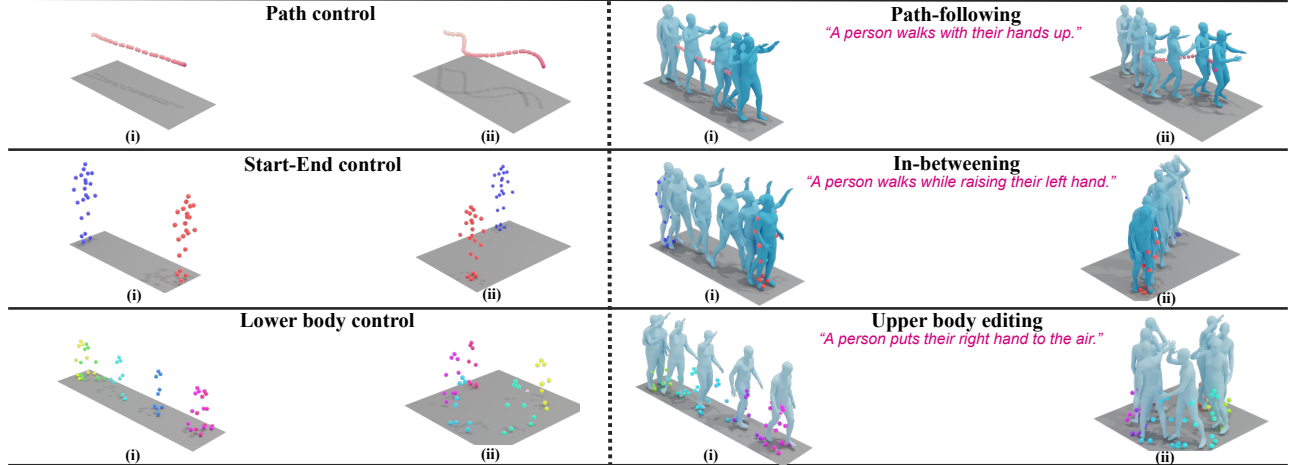 Path control
(i)
(ii)
Path-following
“A person walks with their hands up.”
(i)
(ii)
Start-End control
(i)
(ii)
In-betweening
“A person walks while raising their left hand.”
(i)
(ii)
Lower body control
(i)
(ii)
Upper body editing
“A person puts their right hand to the air.”
(i)
(ii)